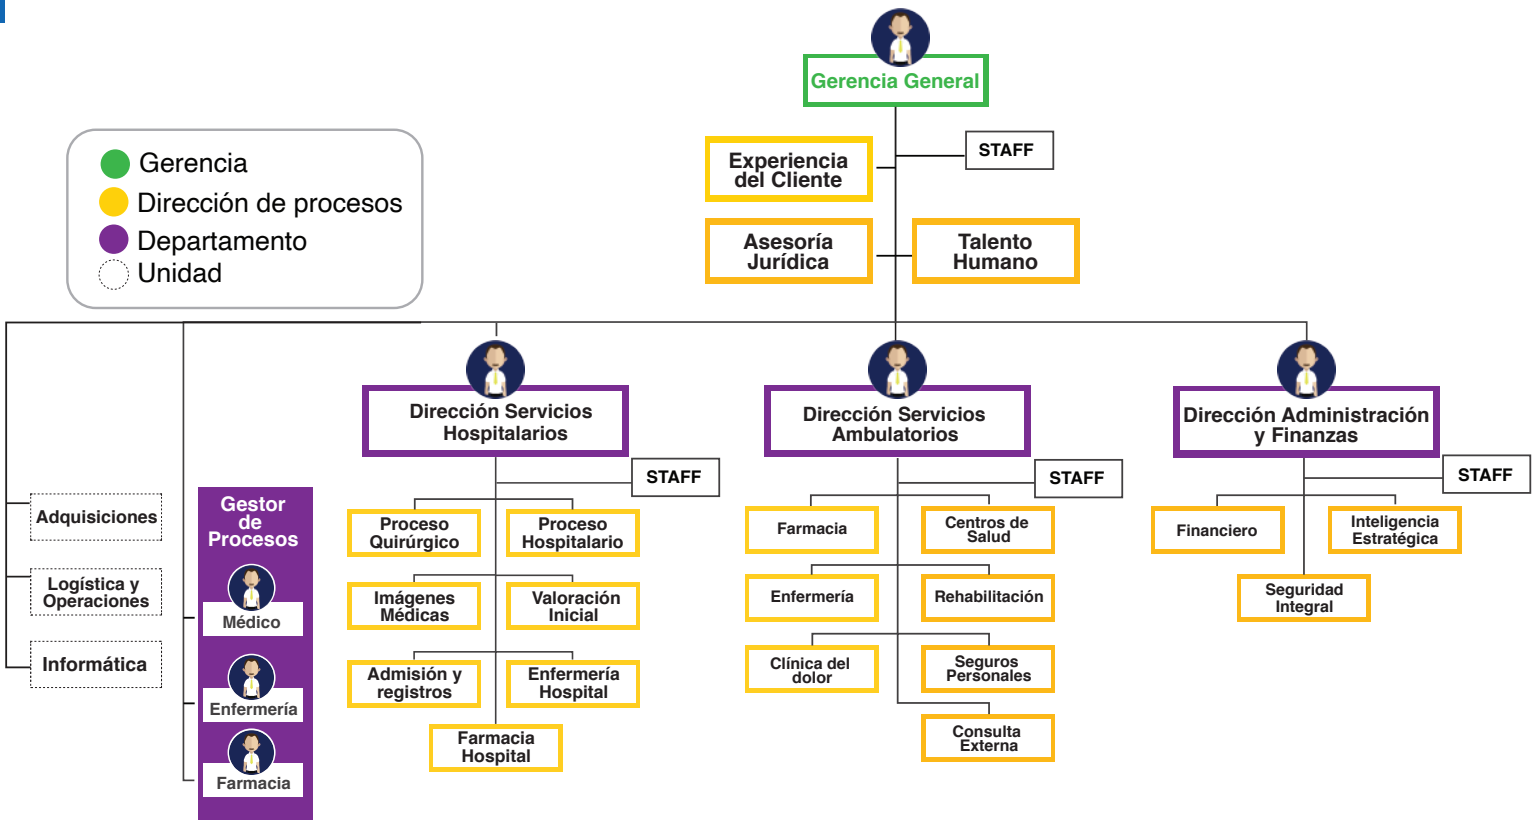 Gerencia General
STAFF
Experiencia
del Cliente
Asesoría
Jurídica
Talento
Humano
Gerencia
Dirección de procesos
Departamento
Unidad
Adquisiciones
Logística y
Operaciones
Informática
Gestor
de
Procesos
Médico
Enfermería
Farmacia
Dirección Servicios
Hospitalarios
STAFF
Proceso
Quirúrgico
Proceso
Hospitalario
Imágenes
Médicas
Valoración
Inicial
Admisión y
registros
Enfermería
Hospital
Farmacia
Hospital
Dirección Servicios
Ambulatorios
STAFF
Farmacia
Centros de
Salud
Enfermería
Rehabilitación
Clínica del
dolor
Seguros
Personales
Consulta
Externa
Dirección Administración
y Finanzas
STAFF
Financiero
Inteligencia
Estratégica
Seguridad
Integral